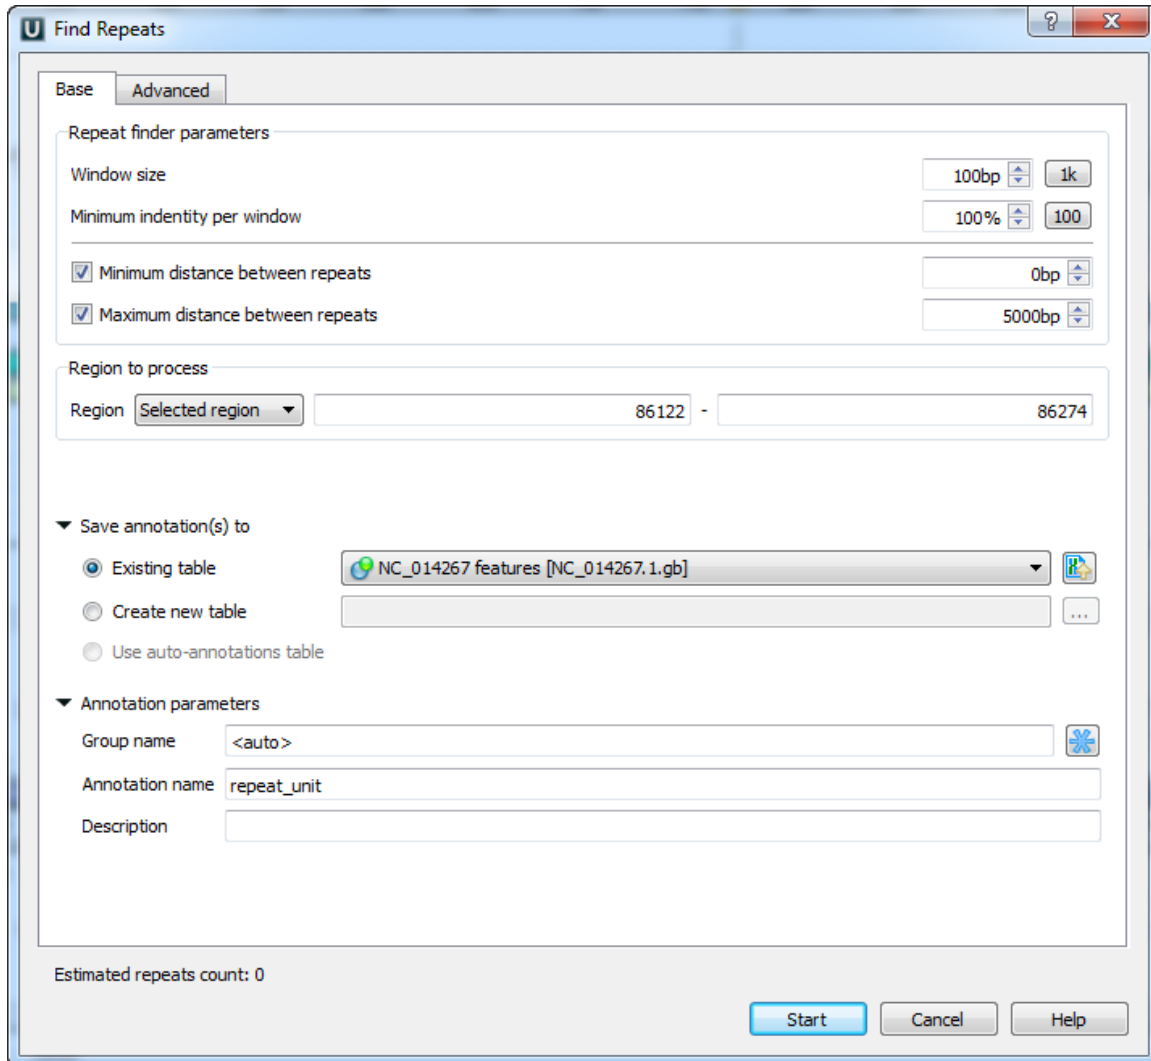 U Find Repeats ? X
Base Advanced
Repeat finder parameters
Window size 100bp 1k
Minimum indentity per window 100% 100
Minimum distance between repeats 0bp
Maximum distance between repeats 5000bp
Region to process
Region Selected region 86122 - 86274
Save annotation(s) to
Existing table NC_014267 features [NC_014267.1.gb]
Create new table ...
Use auto-annotations table
Annotation parameters
Group name <auto>
Annotation name repeat_unit
Description
Estimated repeats count: 0
Start Cancel Help